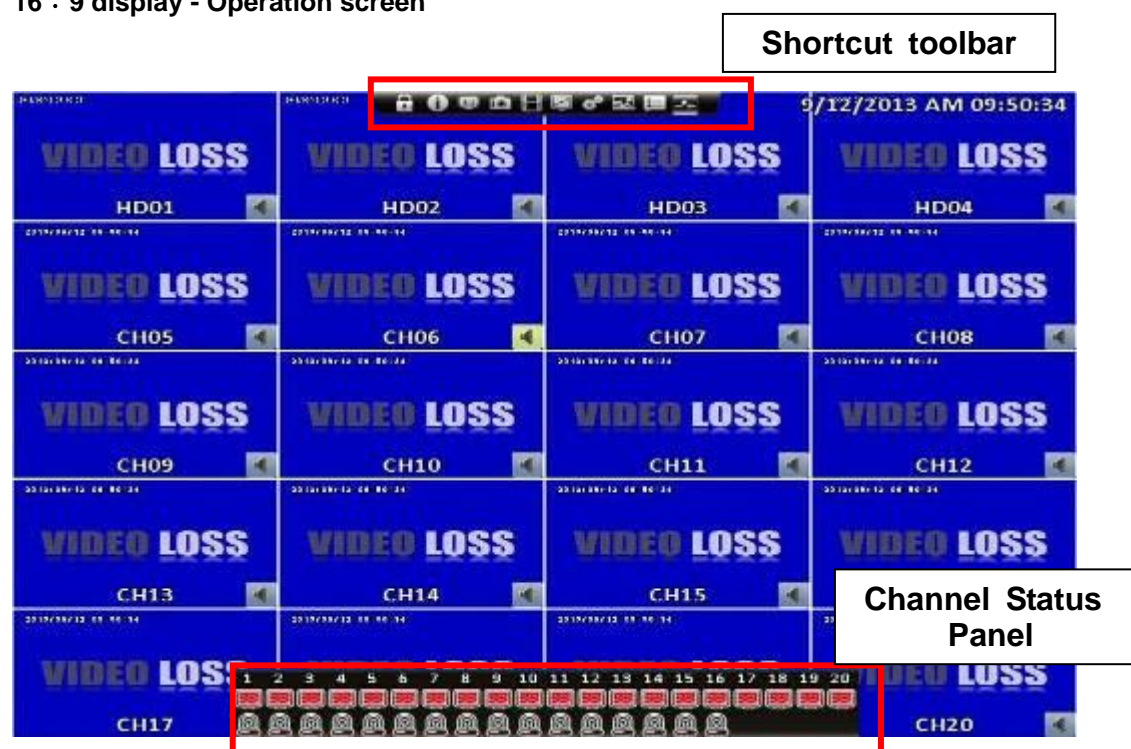 16：9 display - Operation screen
Shortcut toolbar
9/12/2013 AM 09:50:34
VIDEO LOSS VIDEO LOSS VIDEO LOSS VIDEO LOSS
HD01 HD02 HD03 HD04
VIDEO LOSS VIDEO LOSS VIDEO LOSS VIDEO LOSS
CH05 CH06 CH07 CH08
VIDEO LOSS VIDEO LOSS VIDEO LOSS VIDEO LOSS
CH09 CH10 CH11 CH12
VIDEO LOSS VIDEO LOSS VIDEO LOSS VIDEO LOSS
CH13 CH14 CH15
Channel Status
Panel
VIDEO LOSS LOSS
1 2 3 4 5 6 7 8 9 10 11 12 13 14 15 16 17 18 19 20
CH17 CH20